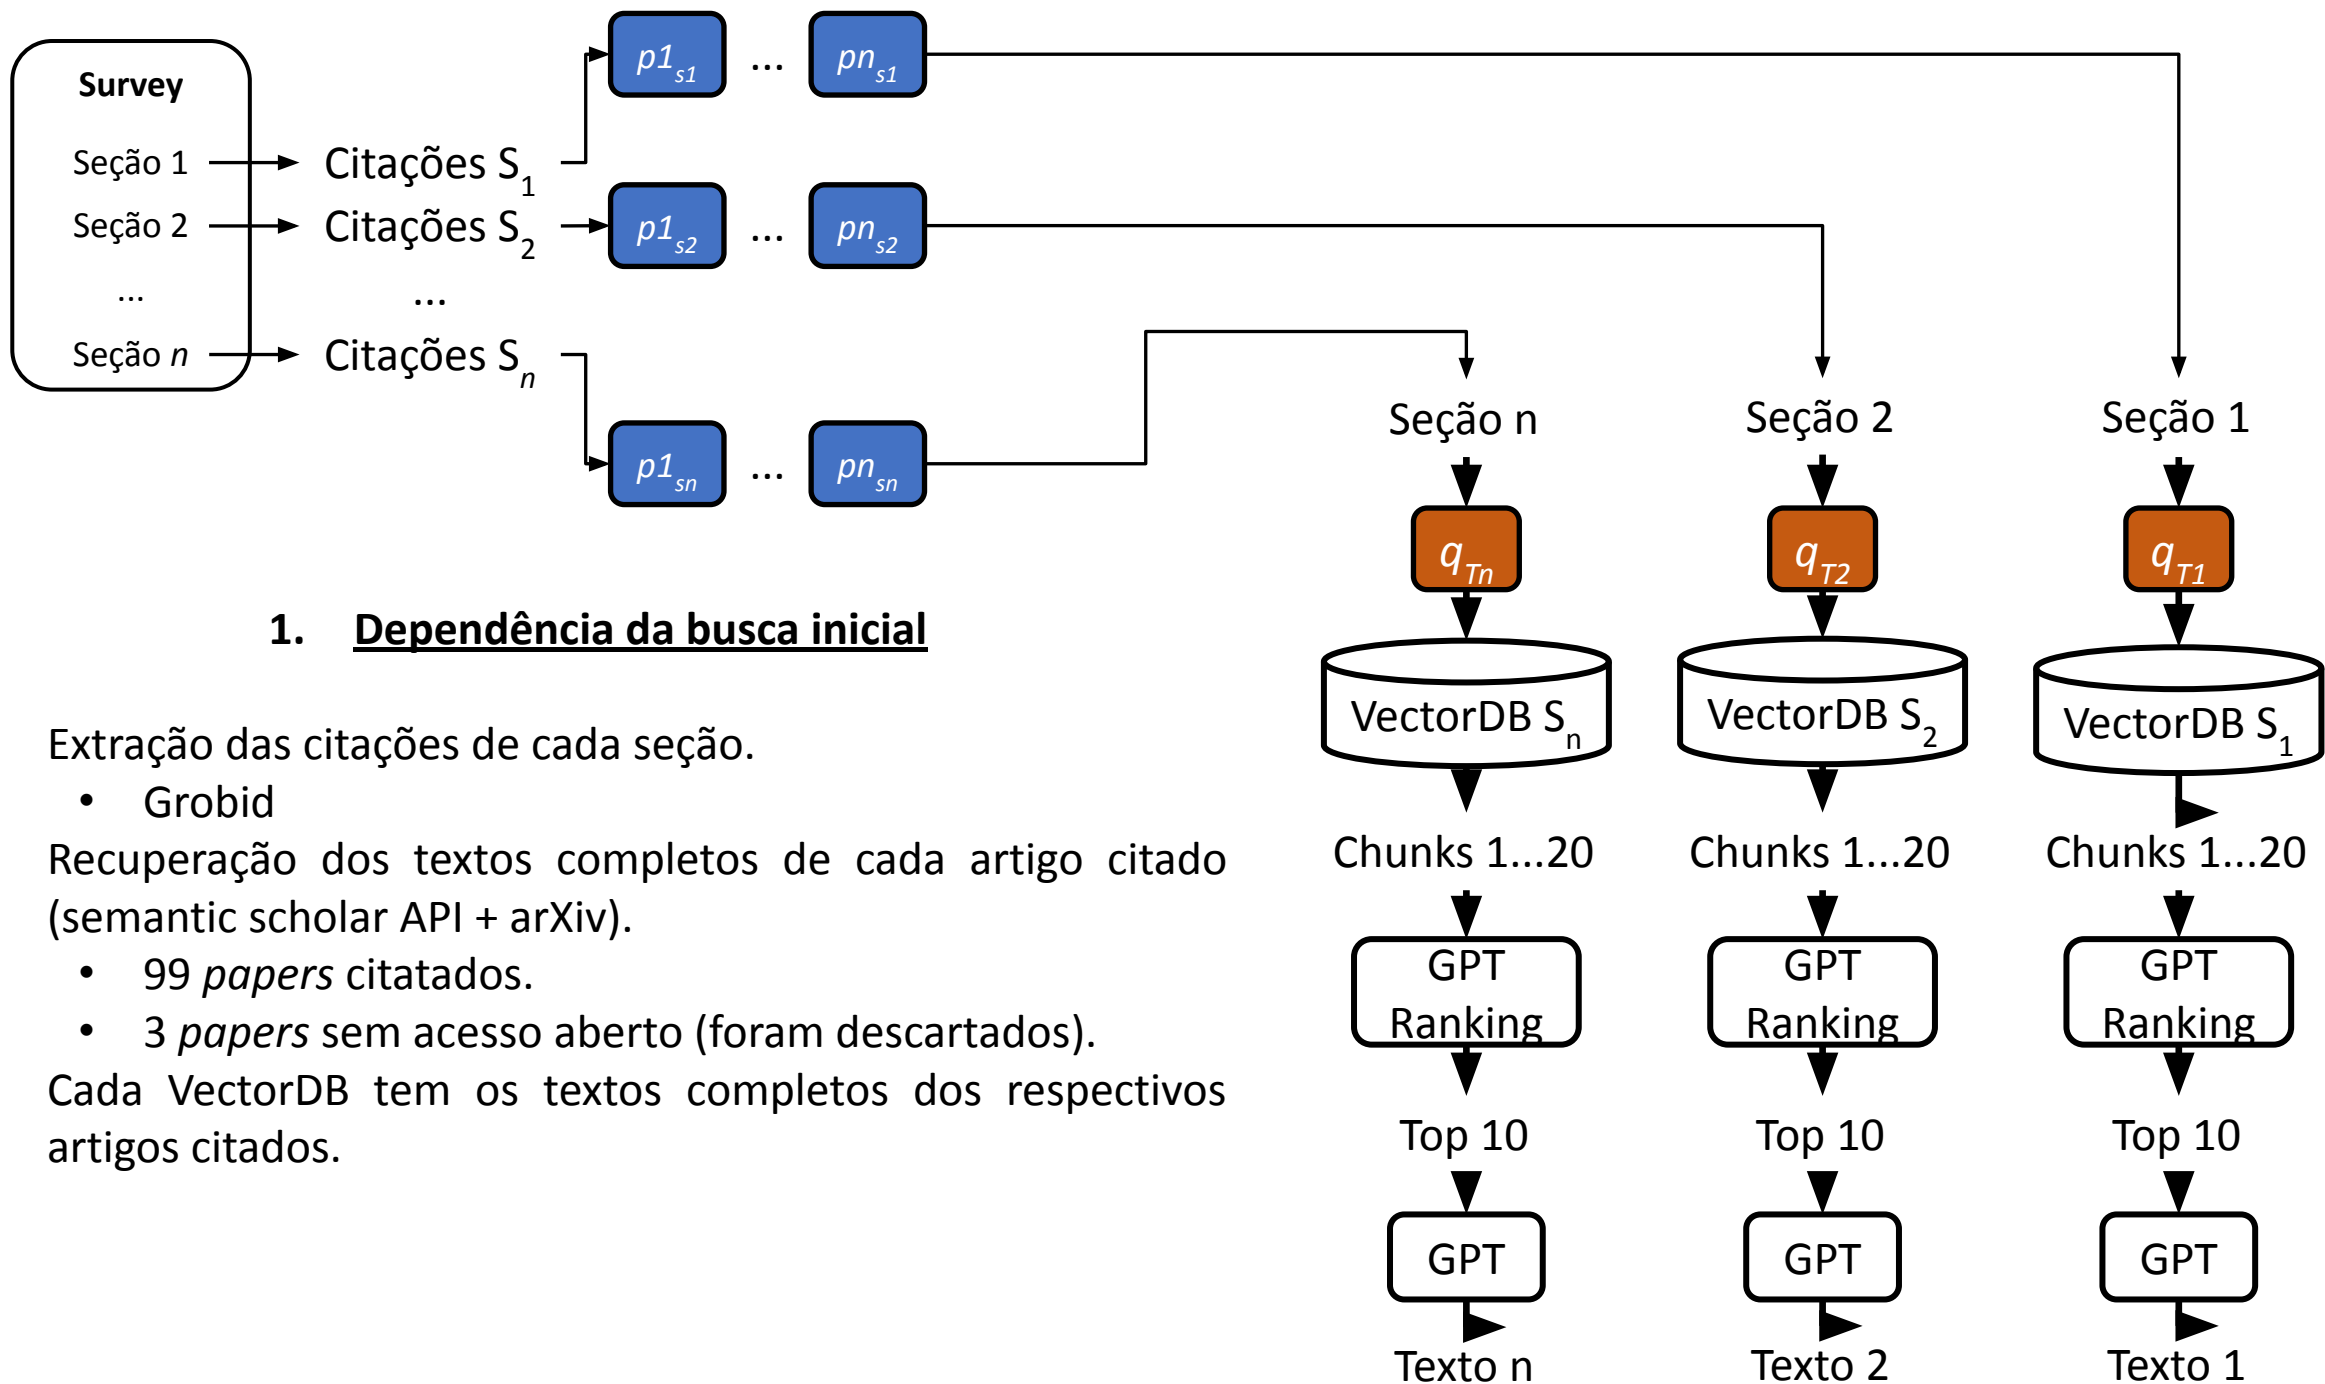 Survey
Seção 1
Seção 2
...
Seção n
Citações S1
Citações S2
...
Citações Sn
p1s1 ... pns1
p1s2 ... pns2
p1sn ... pnsn
1. Dependência da busca inicial
Extração das citações de cada seção.
• Grobid
Recuperação dos textos completos de cada artigo citado
(semantic scholar API + arXiv).
• 99 papers citatados.
• 3 papers sem acesso aberto (foram descartados).
Cada VectorDB tem os textos completos dos respectivos
artigos citados.
Seção n
qTn
VectorDB Sn
Chunks 1...20
GPT
Ranking
Top 10
GPT
Texto n
Seção 2
qT2
VectorDB S2
Chunks 1...20
GPT
Ranking
Top 10
GPT
Texto 2
Seção 1
qT1
VectorDB S1
Chunks 1...20
GPT
Ranking
Top 10
GPT
Texto 1